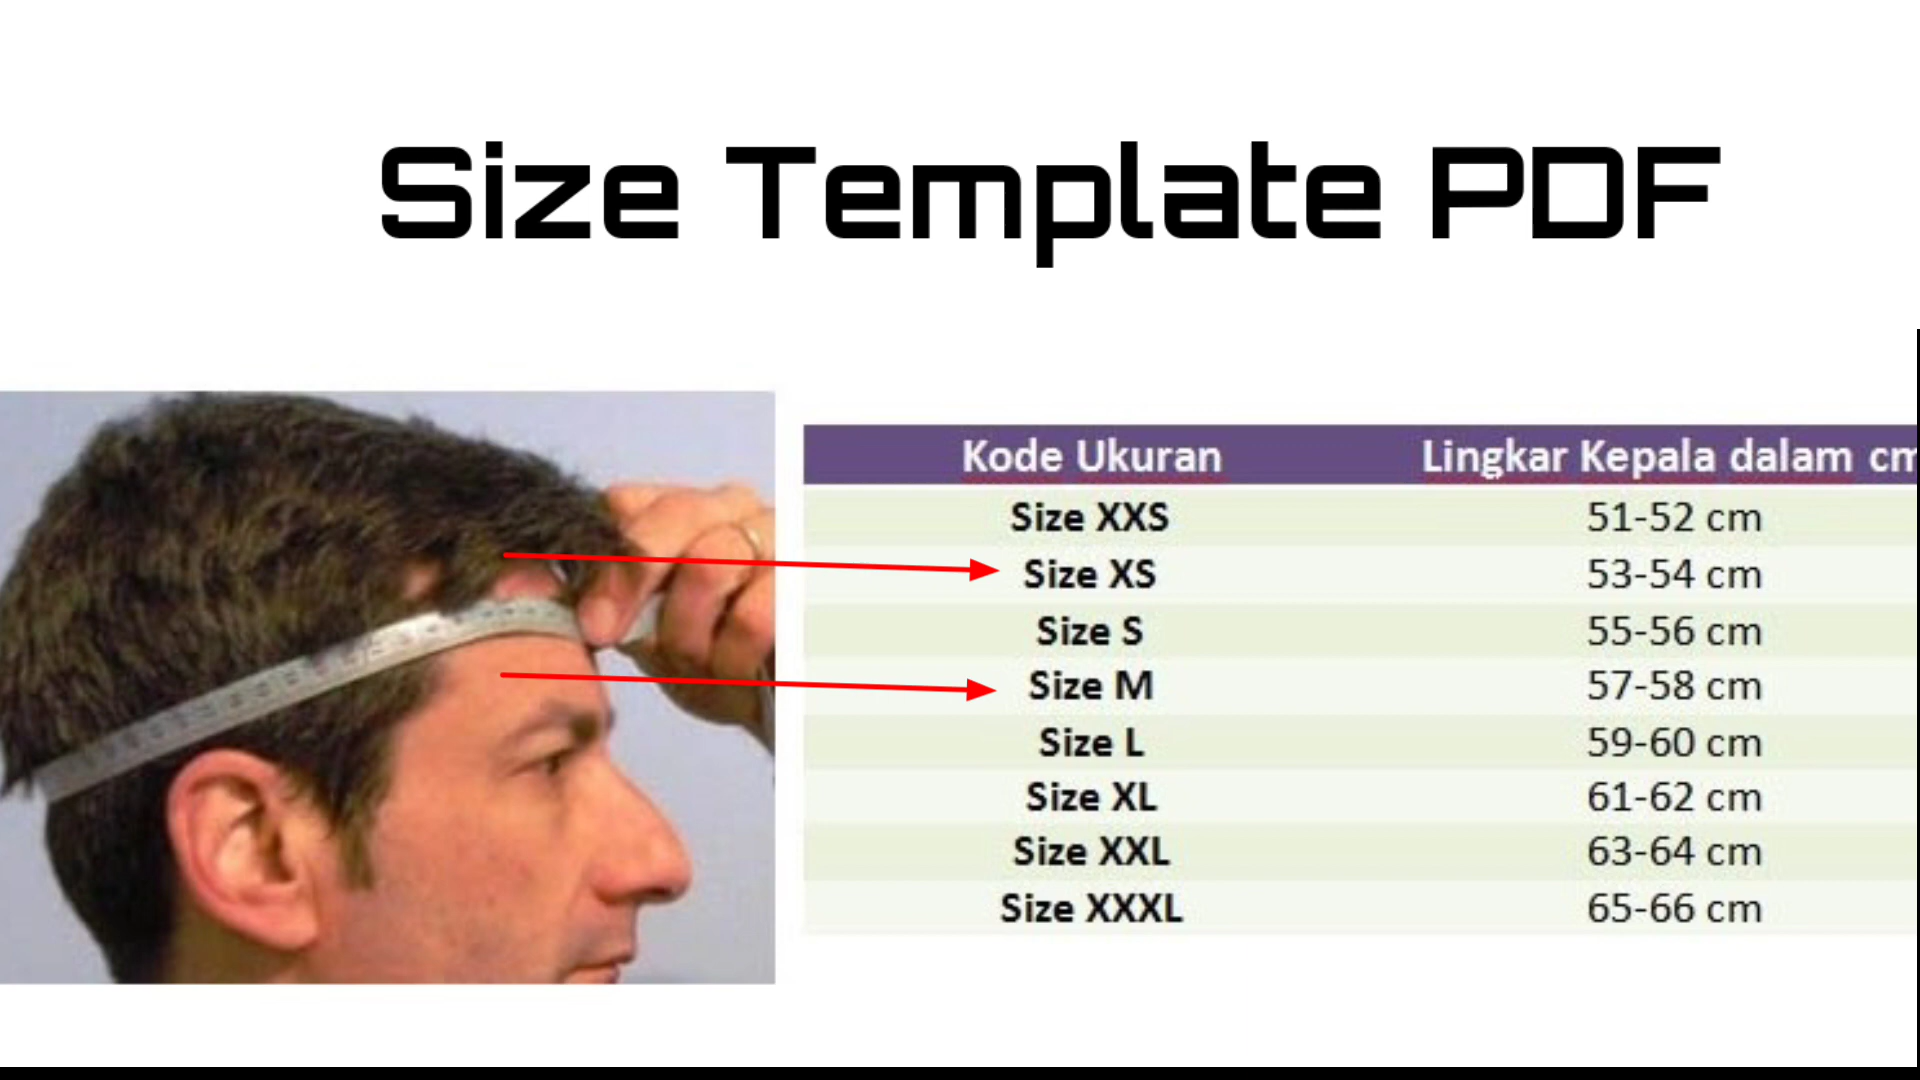 Size Template PDF
Kode Ukuran Lingkar Kepala dalam cm
Size XXS 51-52 cm
Size XS 53-54 cm
Size S 55-56 cm
Size M 57-58 cm
Size L 59-60 cm
Size XL 61-62 cm
Size XXL 63-64 cm
Size XXXL 65-66 cm